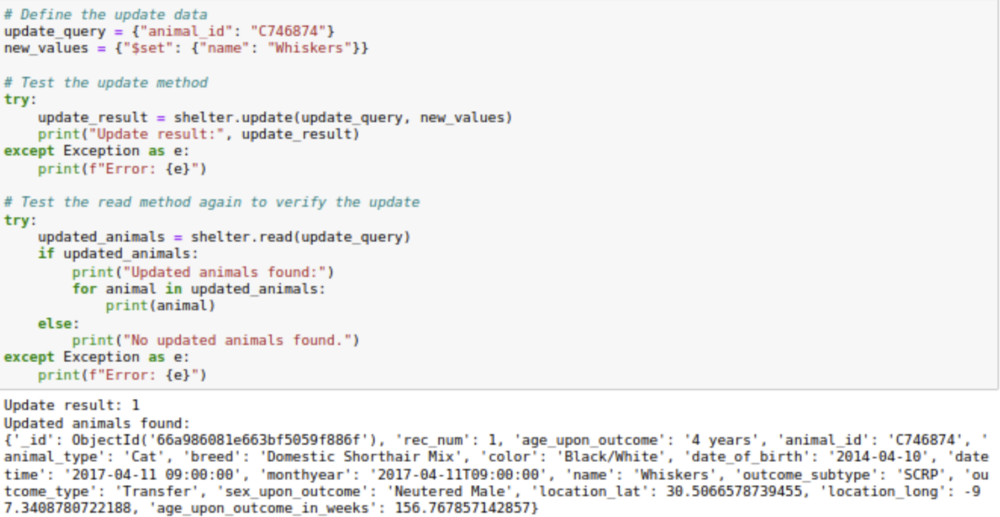 # Define the update data
update_query = {"animal_id": "C746874"}
new_values = {"$set": {"name": "Whiskers"}}

# Test the update method
try:
    update_result = shelter.update(update_query, new_values)
    print("Update result:", update_result)
except Exception as e:
    print(f"Error: {e}")

# Test the read method again to verify the update
try:
    updated_animals = shelter.read(update_query)
    if updated_animals:
        print("Updated animals found:")
        for animal in updated_animals:
            print(animal)
    else:
        print("No updated animals found.")
except Exception as e:
    print(f"Error: {e}")
Update result: 1
Updated animals found:
{'_id': ObjectId('66a986081e663bf5059f886f'), 'rec_num': 1, 'age_upon_outcome': '4 years', 'animal_id': 'C746874', '
animal_type': 'Cat', 'breed': 'Domestic Shorthair Mix', 'color': 'Black/White', 'date_of_birth': '2014-04-10', 'date
time': '2017-04-11 09:00:00', 'monthyear': '2017-04-11T09:00:00', 'name': 'Whiskers', 'outcome_subtype': 'SCRP', 'ou
tcome_type': 'Transfer', 'sex_upon_outcome': 'Neutered Male', 'location_lat': 30.5066578739455, 'location_long': -9
7.3408780722188, 'age_upon_outcome_in_weeks': 156.767857142857}